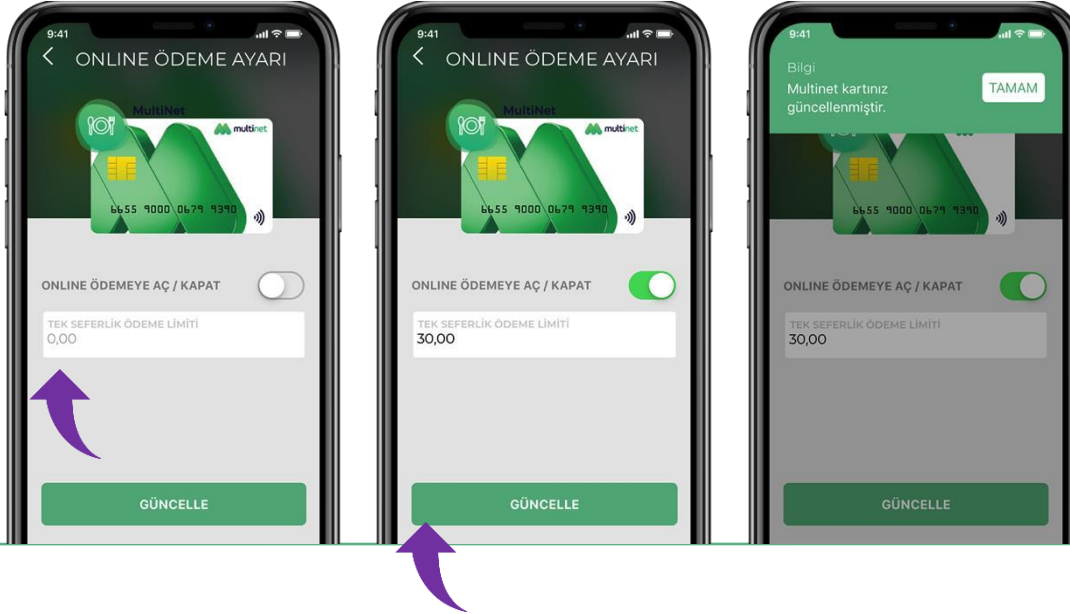 9:41
ONLINE ÖDEME AYARI
MultiNet
multinet
6655 9000 0679 9390
ONLINE ÖDEMEYE AÇ / KAPAT
TEK SEFERLİK ÖDEME LİMİTİ
0,00
GÜNCELLE
9:41
ONLINE ÖDEME AYARI
MultiNet
multinet
6655 9000 0679 9390
ONLINE ÖDEMEYE AÇ / KAPAT
TEK SEFERLİK ÖDEME LİMİTİ
30,00
GÜNCELLE
9:41
Bilgi
Multinet kartınız
güncellenmiştir.
TAMAM
6655 9000 0679 9390
ONLINE ÖDEMEYE AÇ / KAPAT
TEK SEFERLİK ÖDEME LİMİTİ
30,00
GÜNCELLE